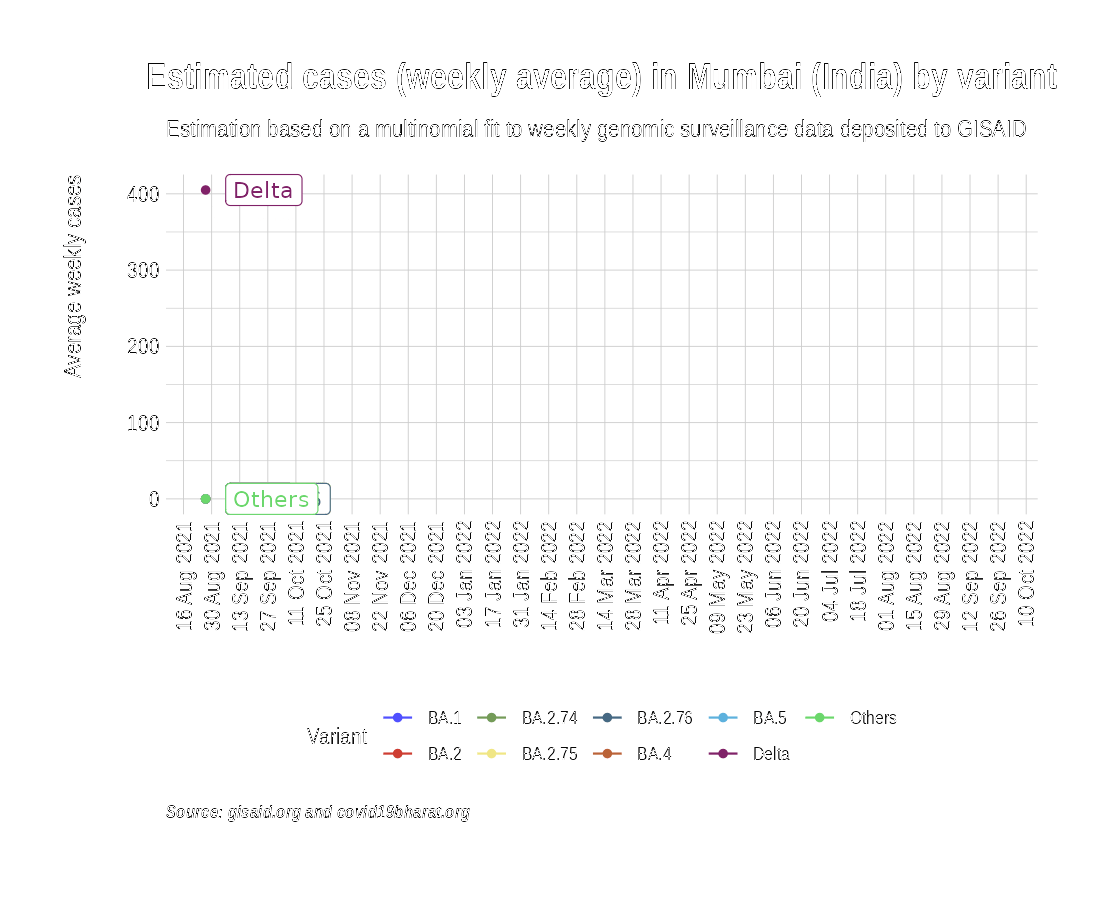 Estimated cases (weekly average) in Mumbai (India) by variant
Estimation based on a multinomial fit to weekly genomic surveillance data deposited to GISAID
Average weekly cases
400
300
200
100
0
Delta
Others
16 Aug 2021
30 Aug 2021
13 Sep 2021
27 Sep 2021
11 Oct 2021
25 Oct 2021
08 Nov 2021
22 Nov 2021
06 Dec 2021
20 Dec 2021
03 Jan 2022
17 Jan 2022
31 Jan 2022
14 Feb 2022
28 Feb 2022
14 Mar 2022
28 Mar 2022
11 Apr 2022
25 Apr 2022
09 May 2022
23 May 2022
06 Jun 2022
20 Jun 2022
04 Jul 2022
18 Jul 2022
01 Aug 2022
15 Aug 2022
29 Aug 2022
12 Sep 2022
26 Sep 2022
10 Oct 2022
Variant
BA.1 BA.2.74 BA.2.76 BA.5 Others
BA.2 BA.2.75 BA.4 Delta
Source: gisaid.org and covid19bharat.org